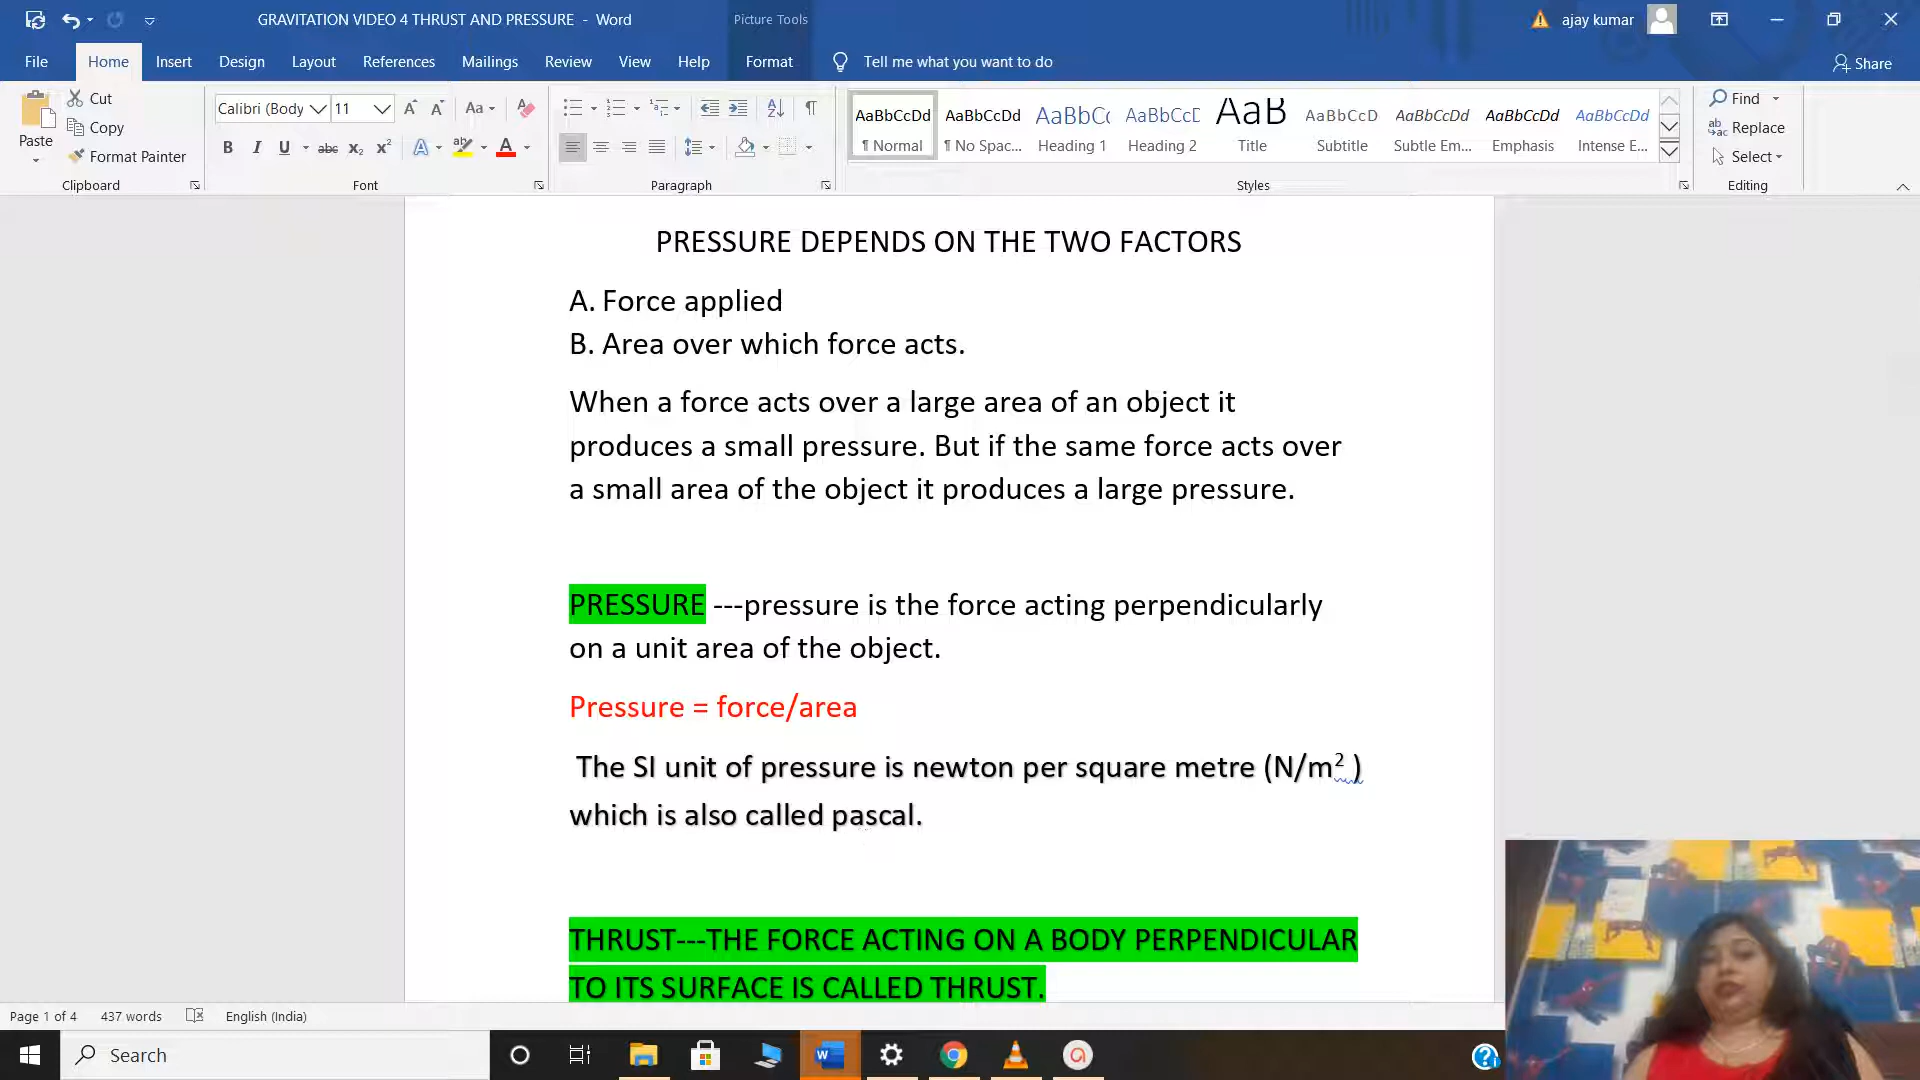 GRAVITATION VIDEO 4 THRUST AND PRESSURE - Word
Picture Tools
ajay kumar
File Home Insert Design Layout References Mailings Review View Help Format Tell me what you want to do Share
Cut
Copy
Format Painter
Paste
Clipboard
Calibri (Body 11
Aa
B I U abc x₂ x² A ab A
Font
Paragraph
AaBbCcDd AaBbCcDd AaBbCc AaBbCcD AaB AaBbCcD AaBbCcDd AaBbCcDd AaBbCcDd
¶ Normal ¶ No Spac... Heading 1 Heading 2 Title Subtitle Subtle Em... Emphasis Intense E...
Styles
Find
Replace
Select
Editing
PRESSURE DEPENDS ON THE TWO FACTORS
A. Force applied
B. Area over which force acts.
When a force acts over a large area of an object it
produces a small pressure. But if the same force acts over
a small area of the object it produces a large pressure.
PRESSURE ---pressure is the force acting perpendicularly
on a unit area of the object.
Pressure = force/area
The SI unit of pressure is newton per square metre (N/m² )
which is also called pascal.
THRUST---THE FORCE ACTING ON A BODY PERPENDICULAR
TO ITS SURFACE IS CALLED THRUST.
Page 1 of 4 437 words English (India)
Search